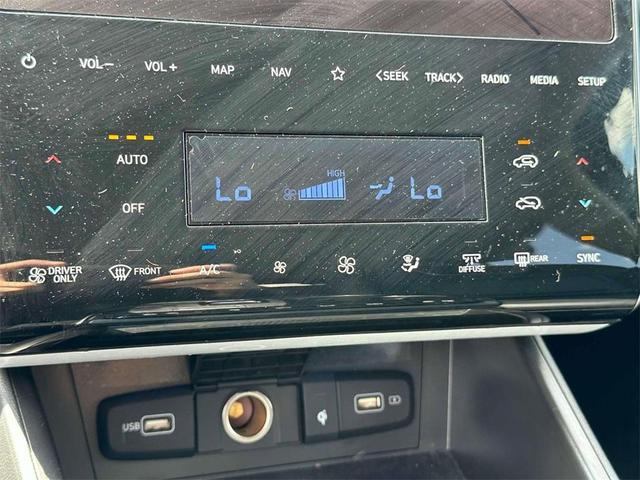 VOL− VOL+ MAP NAV ☆ <SEEK TRACK> RADIO MEDIA SETUP
AUTO
HIGH
Lo Lo
OFF
DRIVER ONLY
FRONT
A/C
DIFFUSE
REAR
SYNC
USB